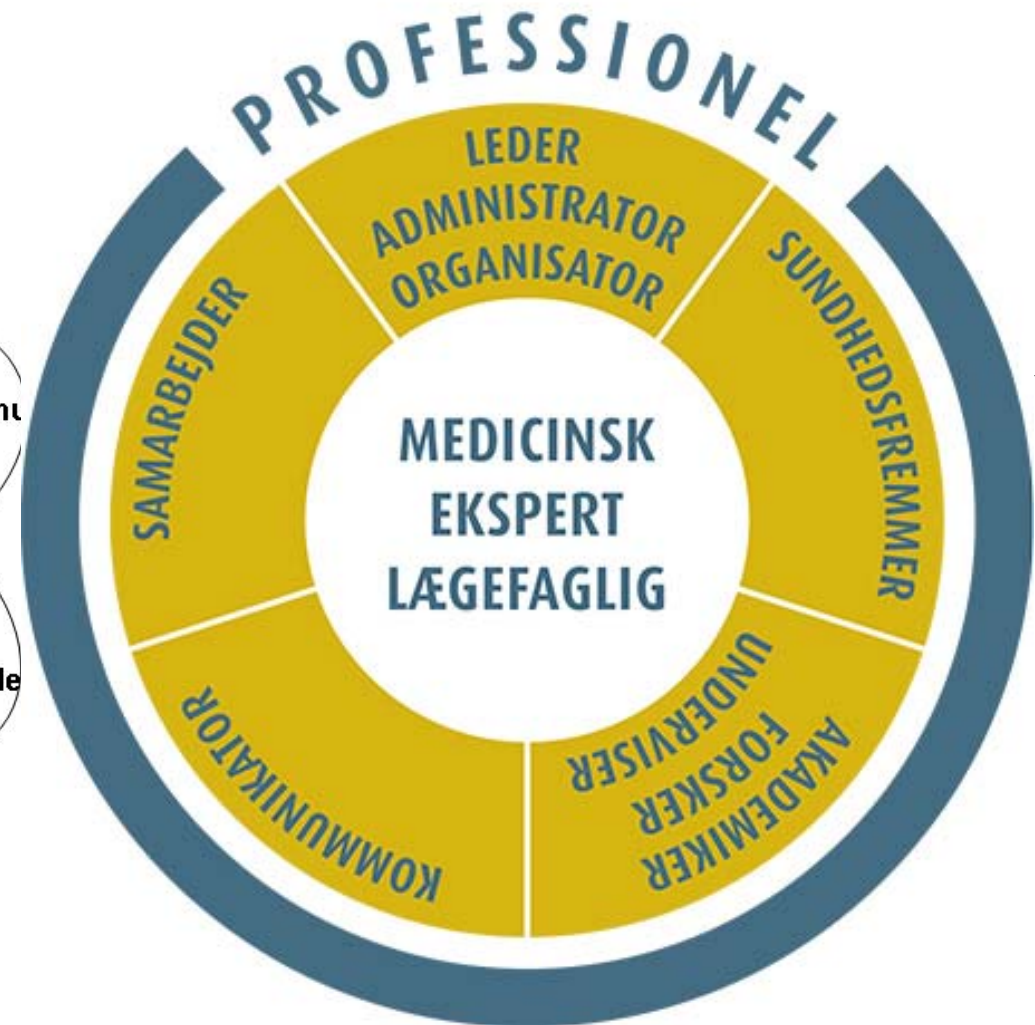 PROFESSIONEL
LEDER
ADMINISTRATOR
ORGANISATOR
SUNDHEDSFREMMER
SAMARBEJDER
MEDICINSK
EKSPERT
LÆGEFAGLIG
UNDERVISER
FORSKER
AKADEMIKER
KOMMUNIKATOR